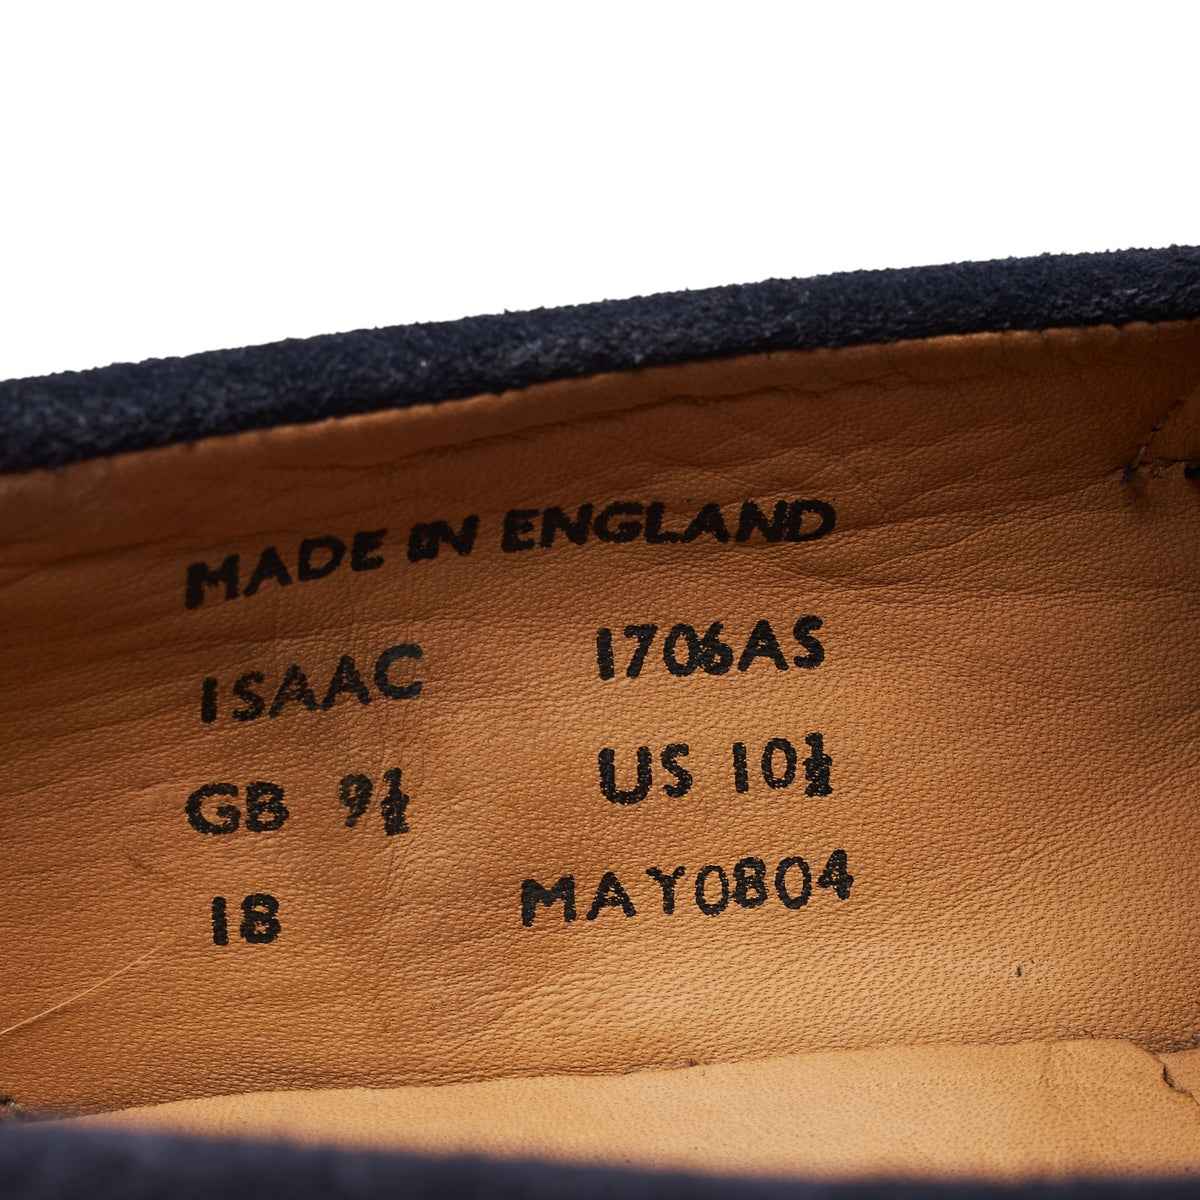 MADE IN ENGLAND
ISAAC 1706AS
GB 9½ US 10½
18 MAY0804